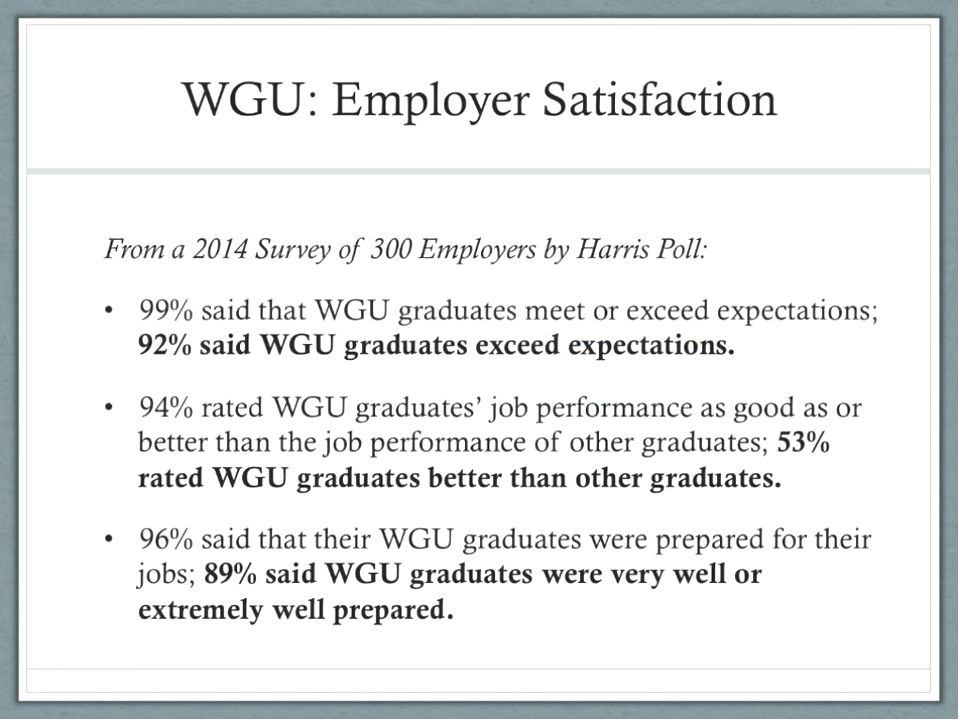 WGU: Employer Satisfaction
From a 2014 Survey of 300 Employers by Harris Poll:
• 99% said that WGU graduates meet or exceed expectations;
92% said WGU graduates exceed expectations.
• 94% rated WGU graduates’ job performance as good as or
better than the job performance of other graduates; 53%
rated WGU graduates better than other graduates.
• 96% said that their WGU graduates were prepared for their
jobs; 89% said WGU graduates were very well or
extremely well prepared.